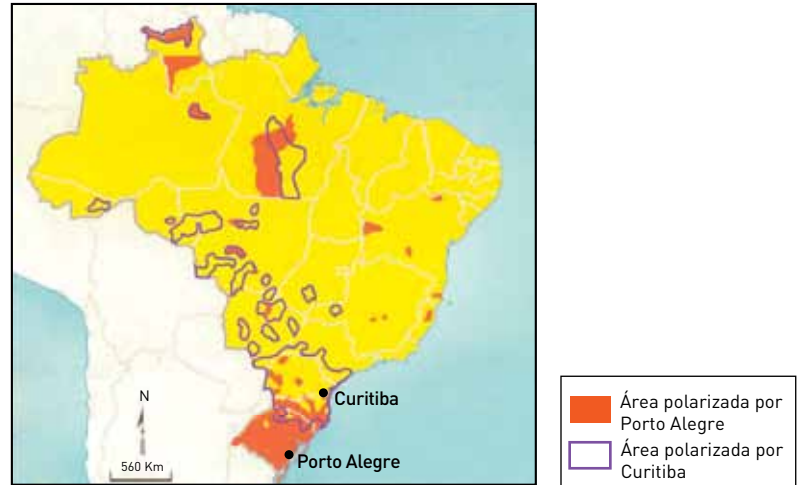 Curitiba
N
560 Km
Porto Alegre
Área polarizada por
Porto Alegre
Área polarizada por
Curitiba